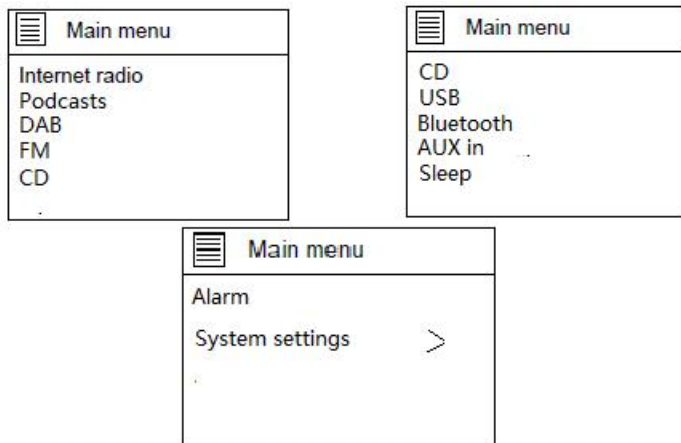 Main menu
Internet radio
Podcasts
DAB
FM
CD
Main menu
CD
USB
Bluetooth
AUX in
Sleep
Main menu
Alarm
System settings >